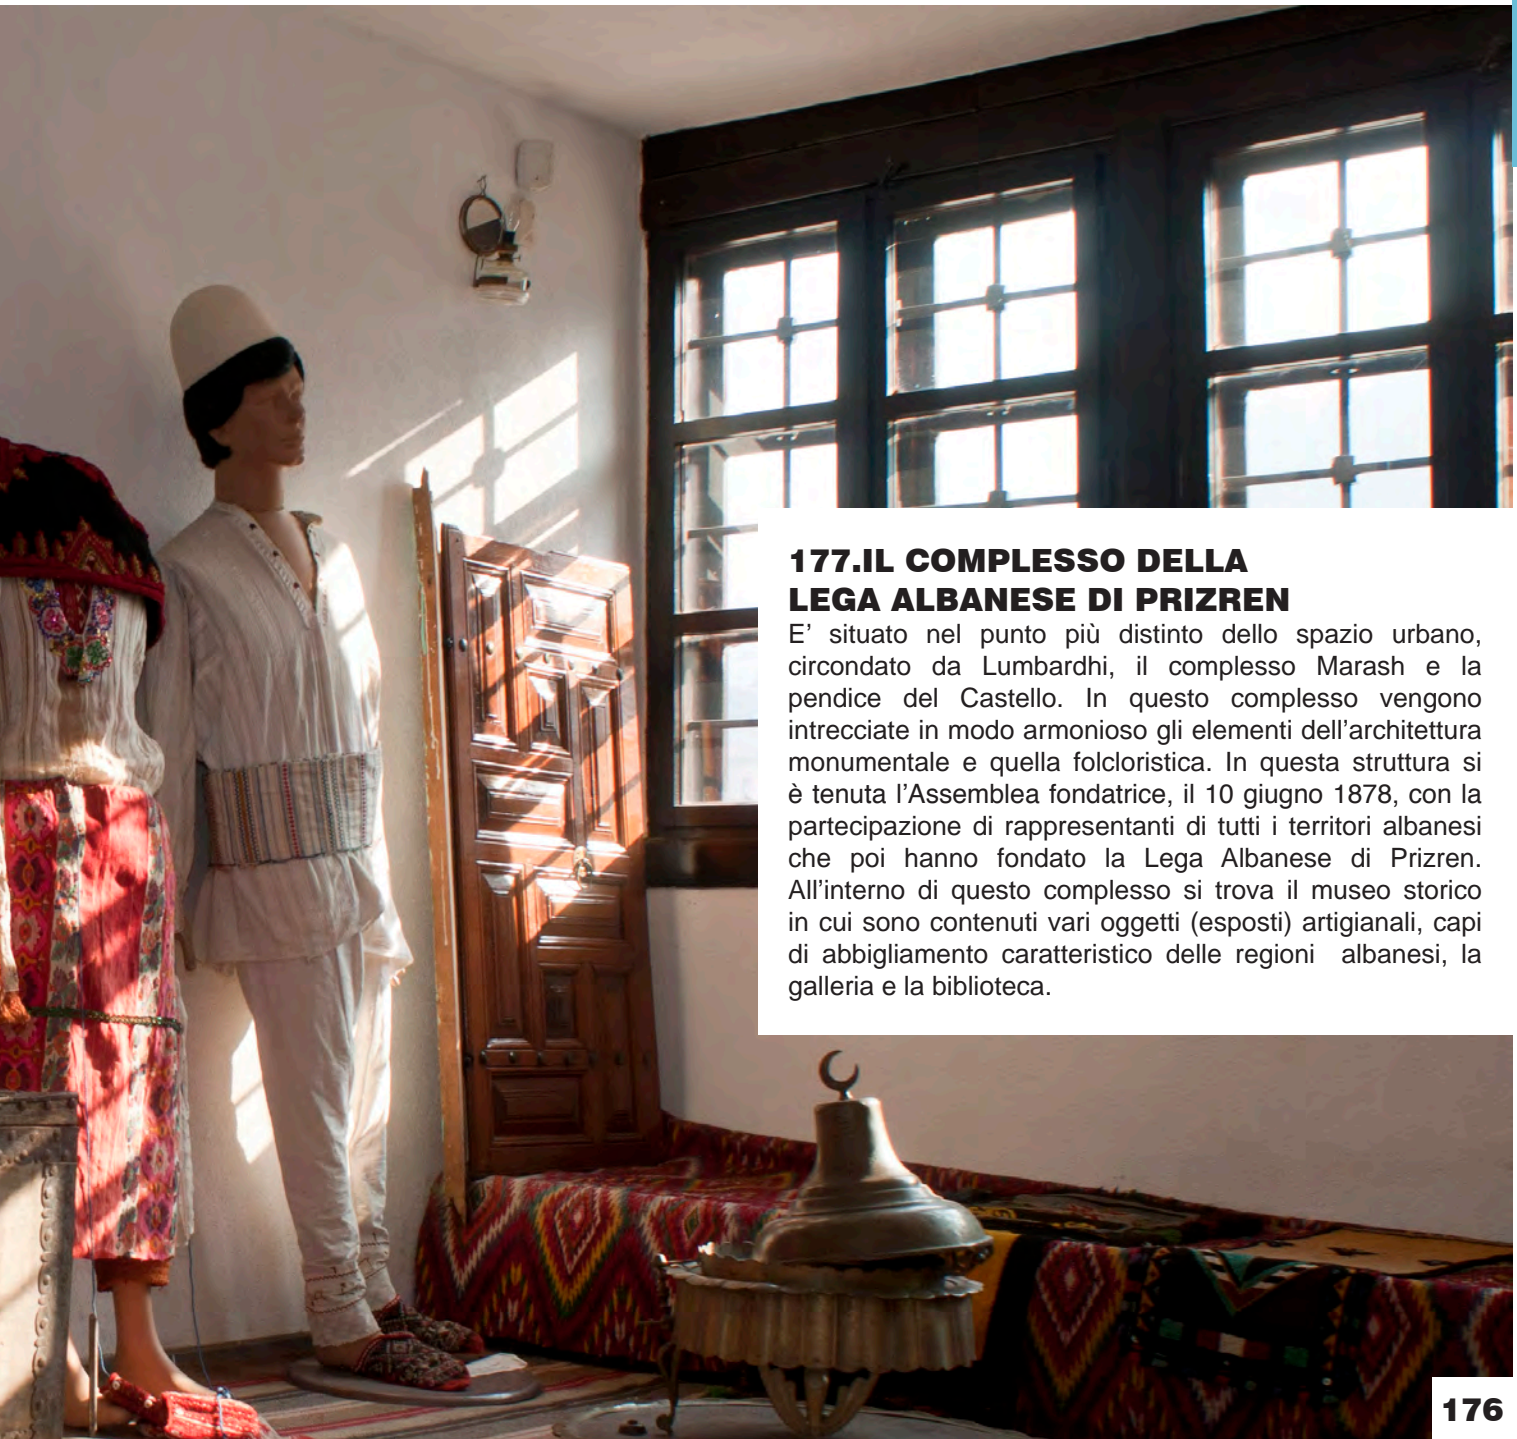 177.IL COMPLESSO DELLA
LEGA ALBANESE DI PRIZREN
E’ situato nel punto più distinto dello spazio urbano,
circondato da Lumbardhi, il complesso Marash e la
pendice del Castello. In questo complesso vengono
intrecciate in modo armonioso gli elementi dell’architettura
monumentale e quella folcloristica. In questa struttura si
è tenuta l’Assemblea fondatrice, il 10 giugno 1878, con la
partecipazione di rappresentanti di tutti i territori albanesi
che poi hanno fondato la Lega Albanese di Prizren.
All’interno di questo complesso si trova il museo storico
in cui sono contenuti vari oggetti (esposti) artigianali, capi
di abbigliamento caratteristico delle regioni albanesi, la
galleria e la biblioteca.
176